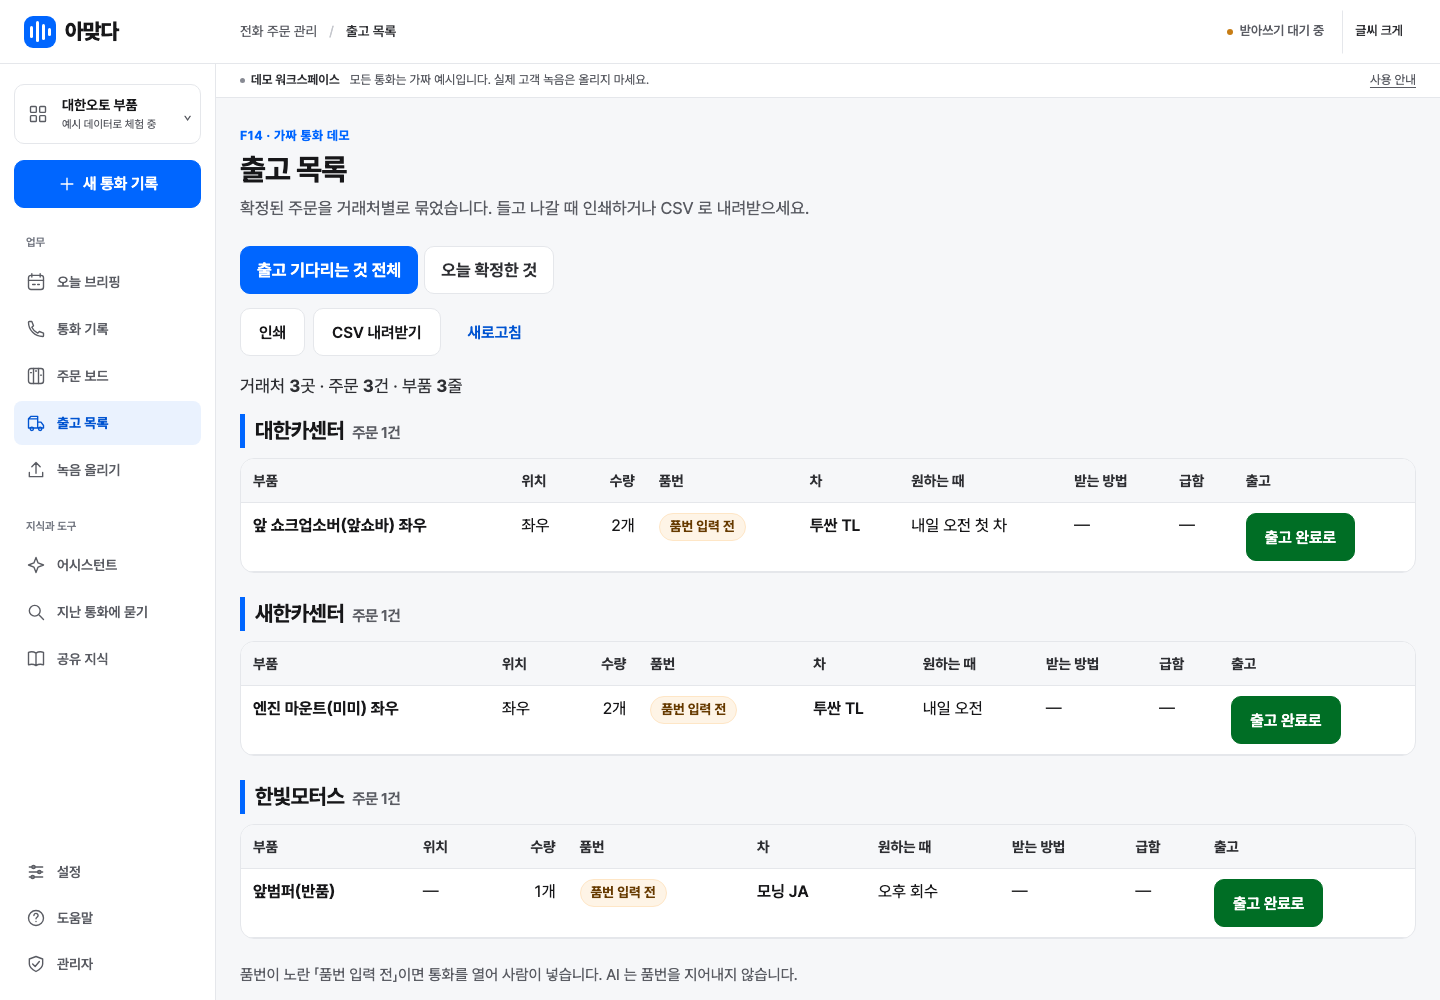 아맞다
전화 주문 관리 / 출고 목록
받아쓰기 대기 중
글씨 크게
데모 워크스페이스 모든 통화는 가짜 예시입니다. 실제 고객 녹음은 올리지 마세요.
사용 안내
대한오토 부품
예시 데이터로 체험 중
+ 새 통화 기록
업무
오늘 브리핑
통화 기록
주문 보드
출고 목록
녹음 올리기
지식과 도구
어시스턴트
지난 통화에 묻기
공유 지식
설정
도움말
관리자
F14 · 가짜 통화 데모
출고 목록
확정된 주문을 거래처별로 묶었습니다. 들고 나갈 때 인쇄하거나 CSV 로 내려받으세요.
출고 기다리는 것 전체 오늘 확정한 것
인쇄 CSV 내려받기 새로고침
거래처 3곳 · 주문 3건 · 부품 3줄
대한카센터 주문 1건
부품 위치 수량 품번 차 원하는 때 받는 방법 급함 출고
앞 쇼크업소버(앞쇼바) 좌우 좌우 2개 품번 입력 전 투싼 TL 내일 오전 첫 차 — — 출고 완료로
새한카센터 주문 1건
부품 위치 수량 품번 차 원하는 때 받는 방법 급함 출고
엔진 마운트(미미) 좌우 좌우 2개 품번 입력 전 투싼 TL 내일 오전 — — 출고 완료로
한빛모터스 주문 1건
부품 위치 수량 품번 차 원하는 때 받는 방법 급함 출고
앞범퍼(반품) — 1개 품번 입력 전 모닝 JA 오후 회수 — — 출고 완료로
품번이 노란 「품번 입력 전」이면 통화를 열어 사람이 넣습니다. AI 는 품번을 지어내지 않습니다.